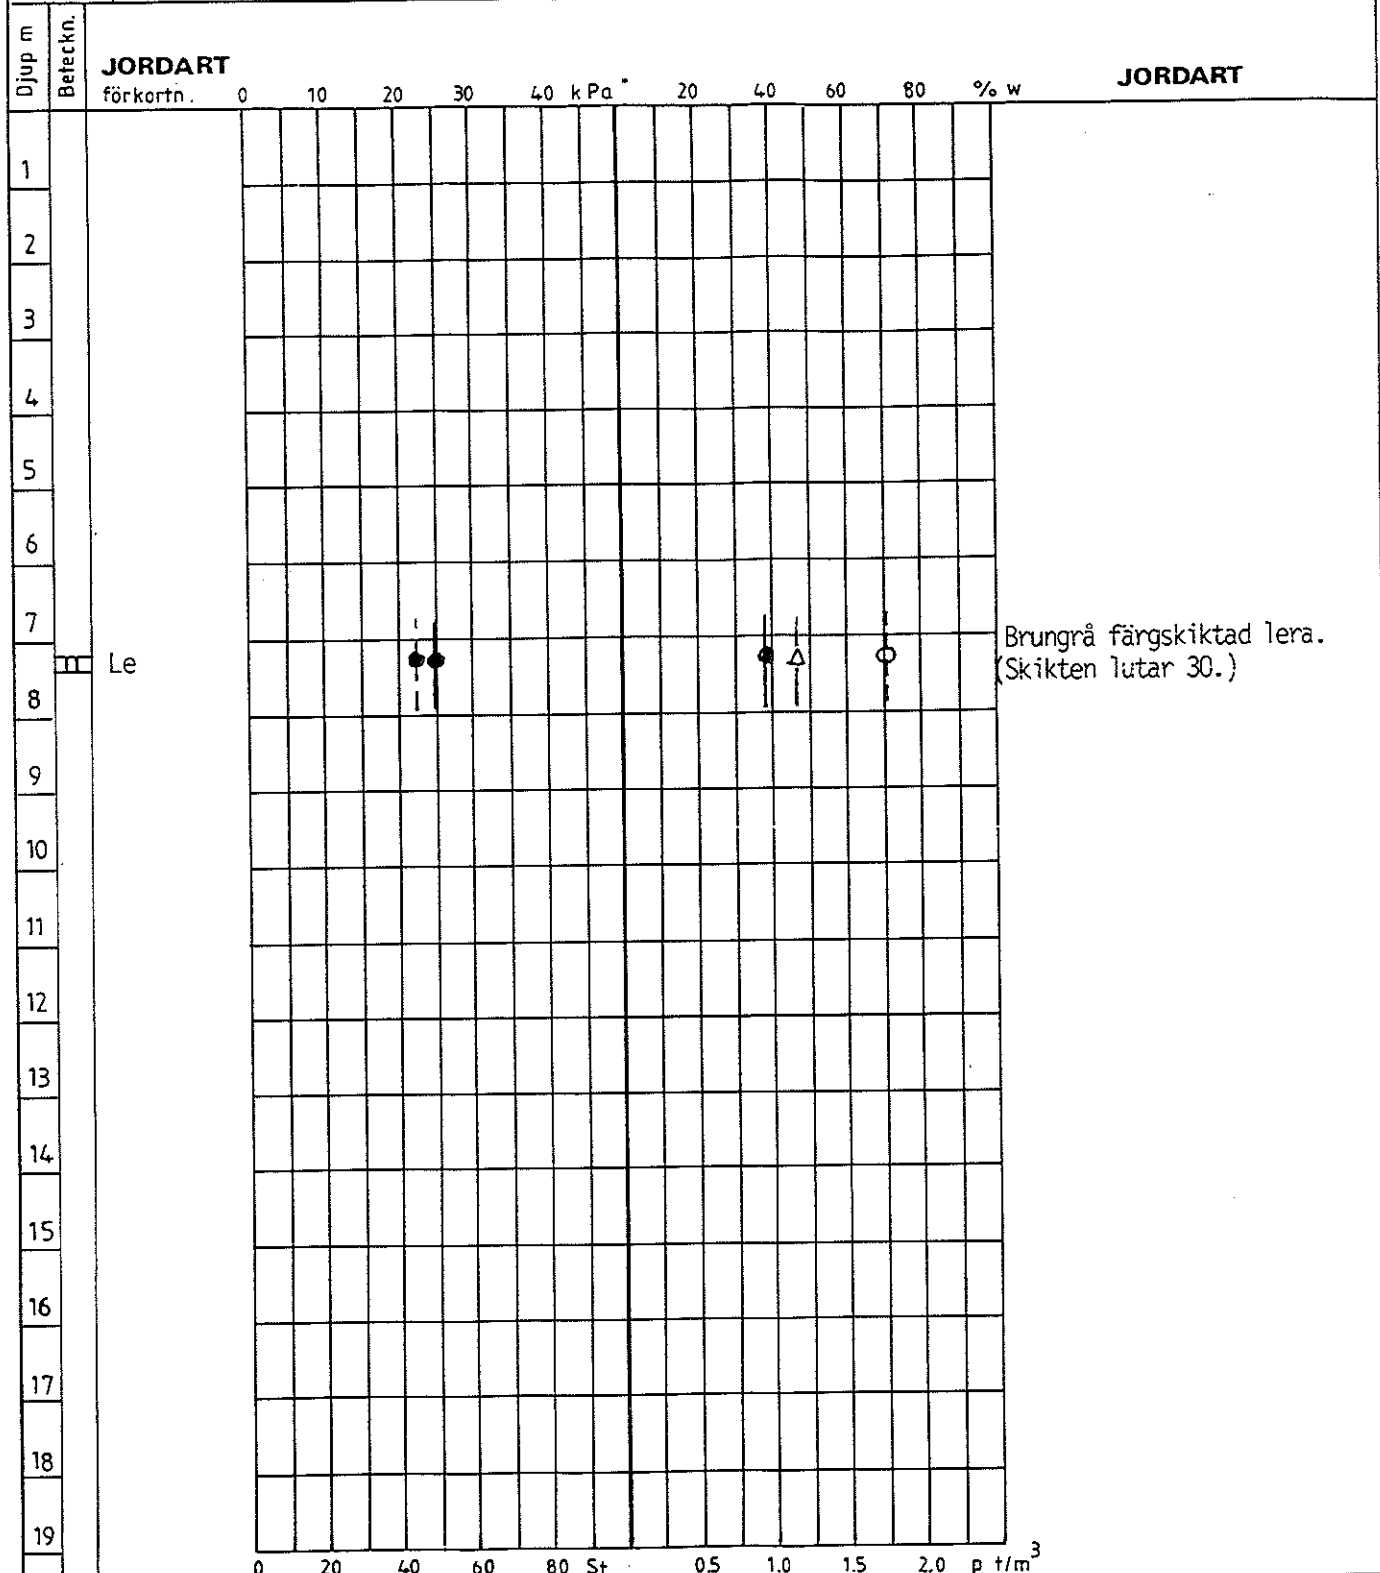 Djup m
Beteckn.
JORDART
förkortn.
0 10 20 30 40 kPa 20 40 60 80 % w
JORDART
1
2
3
4
5
6
7
Le
Brungrå färgskiktad lera.
(Skikten lutar 30.)
8
9
10
11
12
13
14
15
16
17
18
19
0 20 40 60 80 St 0.5 1.0 1.5 2.0 ρ t/m³